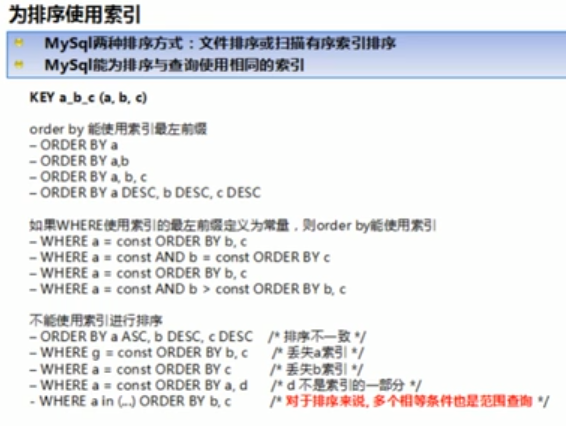 为排序使用索引
MySql两种排序方式：文件排序或扫描有序索引排序
MySql能为排序与查询使用相同的索引
KEY a_b_c (a, b, c)
order by 能使用索引最左前缀
– ORDER BY a
– ORDER BY a,b
– ORDER BY a, b, c
– ORDER BY a DESC, b DESC, c DESC
如果WHERE使用索引的最左前缀定义为常量，则order by能使用索引
– WHERE a = const ORDER BY b, c
– WHERE a = const AND b = const ORDER BY c
– WHERE a = const ORDER BY b, c
– WHERE a = const AND b > const ORDER BY b, c
不能使用索引进行排序
– ORDER BY a ASC, b DESC, c DESC /* 排序不一致 */
– WHERE g = const ORDER BY b, c /* 丢失a索引 */
– WHERE a = const ORDER BY c /* 丢失b索引 */
– WHERE a = const ORDER BY a, d /* d 不是索引的一部分 */
- WHERE a in (...) ORDER BY b, c /* 对于排序来说, 多个相等条件也是范围查询 */